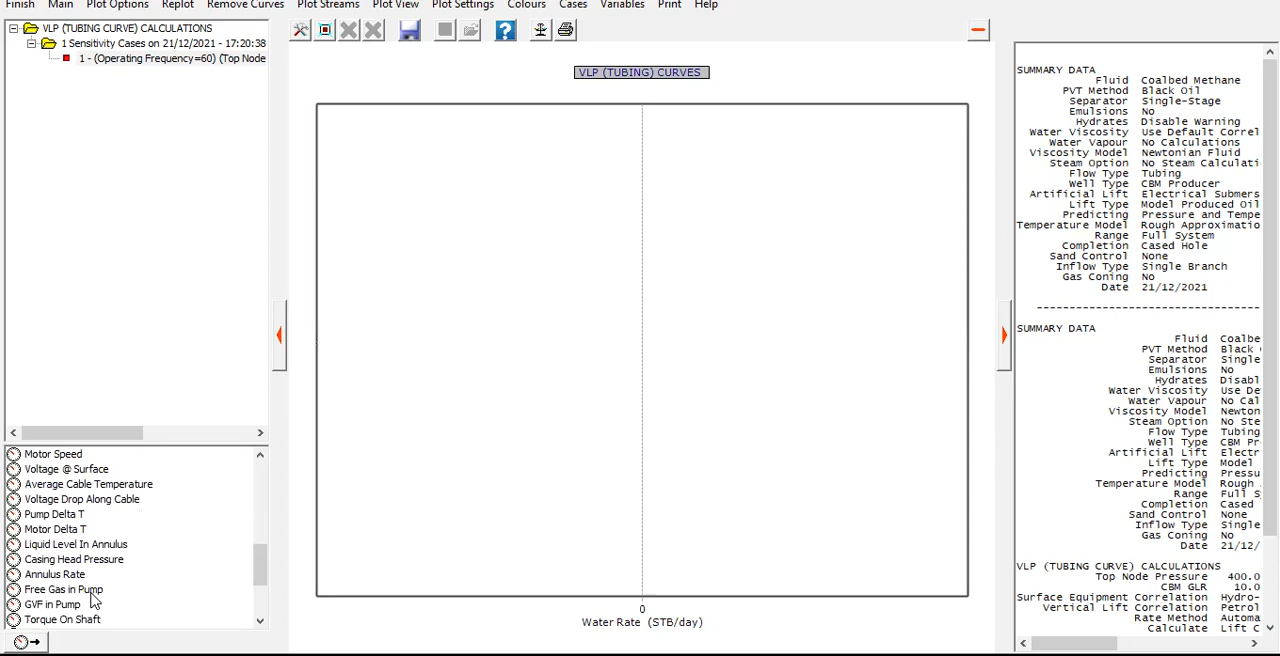 Finish Main Plot Options Replot Remove Curves Plot Streams Plot View Plot Settings Colours Cases Variables Print Help
VLP (TUBING CURVE) CALCULATIONS
1 Sensitivity Cases on 21/12/2021 - 17:20:38
1 - (Operating Frequency=60) (Top Node
Motor Speed
Voltage @ Surface
Average Cable Temperature
Voltage Drop Along Cable
Pump Delta T
Motor Delta T
Liquid Level In Annulus
Casing Head Pressure
Annulus Rate
Free Gas in Pump
GVF in Pump
Torque On Shaft
VLP (TUBING) CURVES
0
Water Rate (STB/day)
SUMMARY DATA
Fluid Coalbed Methane
PVT Method Black Oil
Separator Single-Stage
Emulsions No
Hydrates Disable Warning
Water Viscosity Use Default Correl
Water Vapour No Calculations
Viscosity Model Newtonian Fluid
Steam Option No Steam Calculati
Flow Type Tubing
Well Type CBM Producer
Artificial Lift Electrical Submers
Lift Type Model Produced Oil
Predicting Pressure and Tempe
Temperature Model Rough Approximatio
Range Full System
Completion Cased Hole
Sand Control None
Inflow Type Single Branch
Gas Coning No
Date 21/12/2021
-----------------------------------
SUMMARY DATA
Fluid Coalbe
PVT Method Black
Separator Single
Emulsions No
Hydrates Disabl
Water Viscosity Use De
Water Vapour No Cal
Viscosity Model Newton
Steam Option No Ste
Flow Type Tubing
Well Type CBM Pr
Artificial Lift Electr
Lift Type Model
Predicting Pressu
Temperature Model Rough
Range Full S
Completion Cased
Sand Control None
Inflow Type Single
Gas Coning No
Date 21/12/
VLP (TUBING CURVE) CALCULATIONS
Top Node Pressure 400.0
CBM GLR 10.0
Surface Equipment Correlation Hydro-
Vertical Lift Correlation Petrol
Rate Method Automa
Calculate Lift C